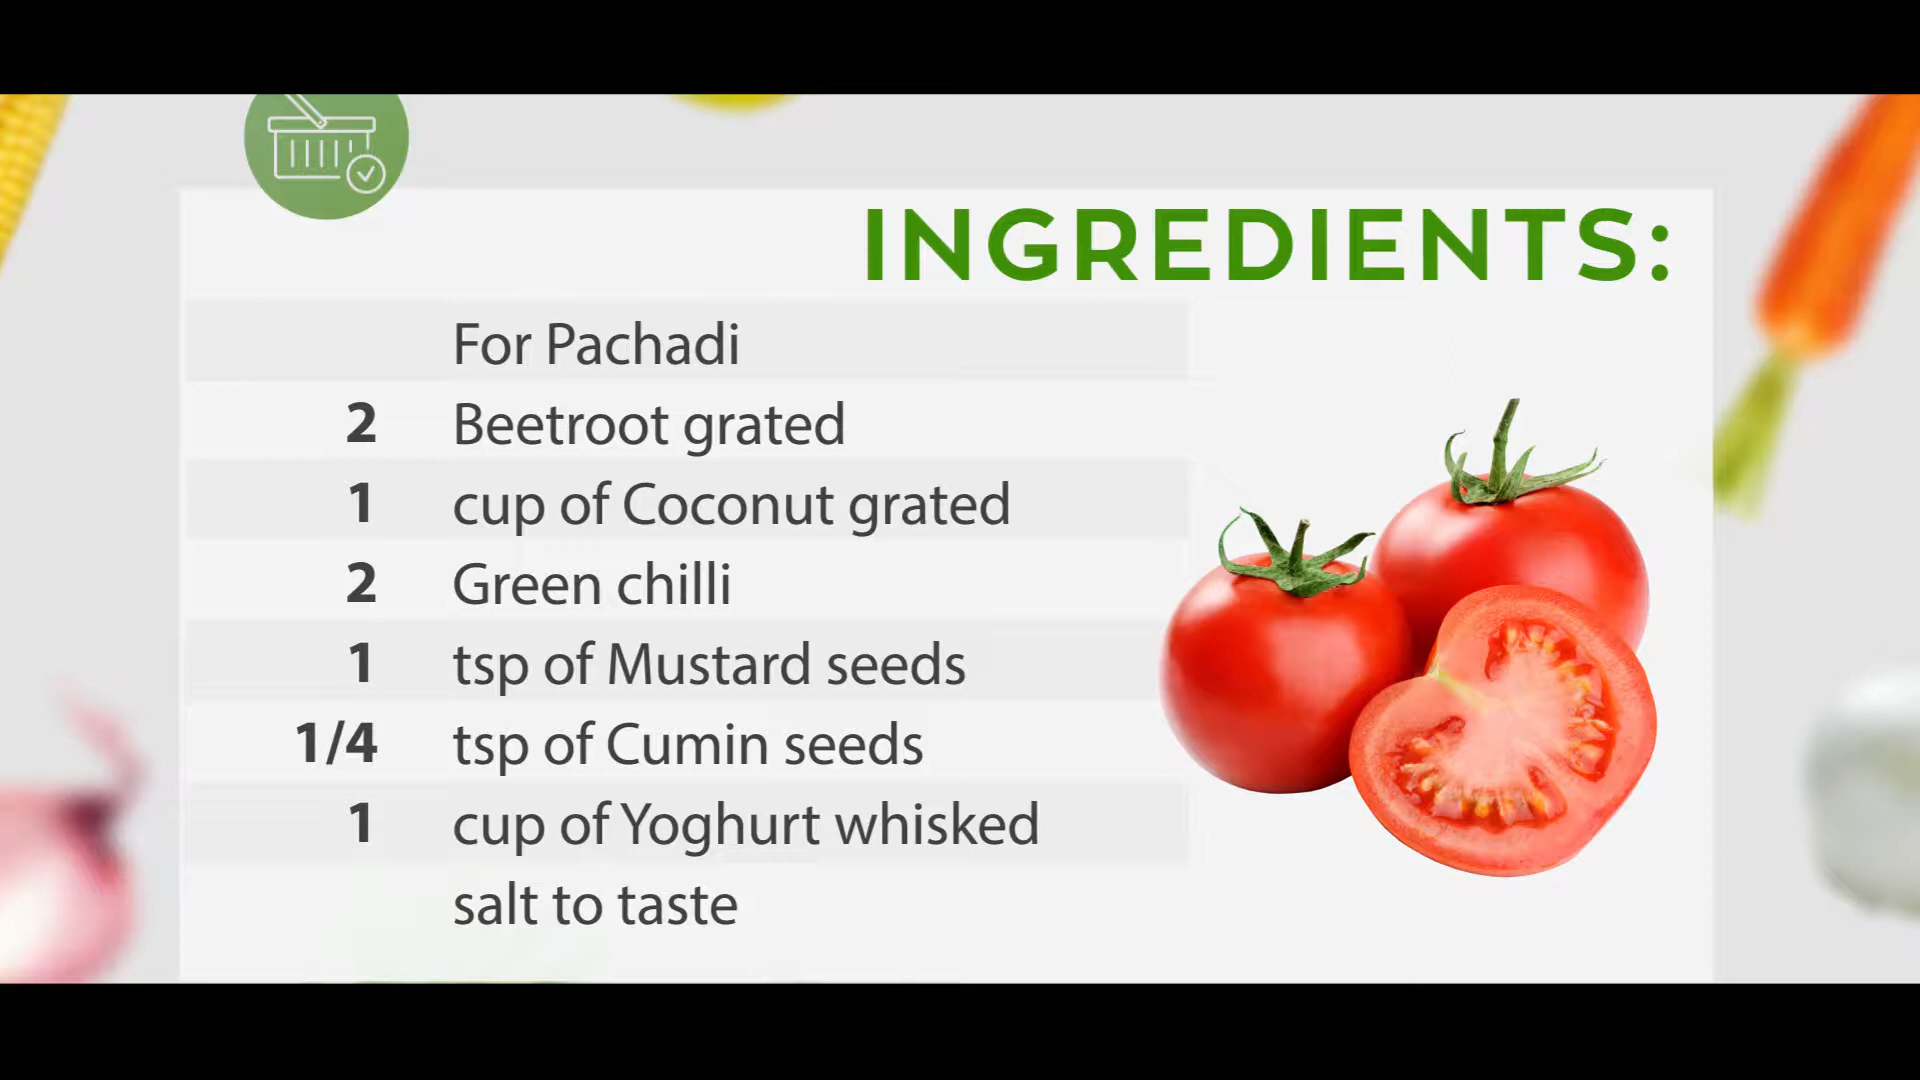 INGREDIENTS:
For Pachadi
2 Beetroot grated
1 cup of Coconut grated
2 Green chilli
1 tsp of Mustard seeds
1/4 tsp of Cumin seeds
1 cup of Yoghurt whisked
salt to taste